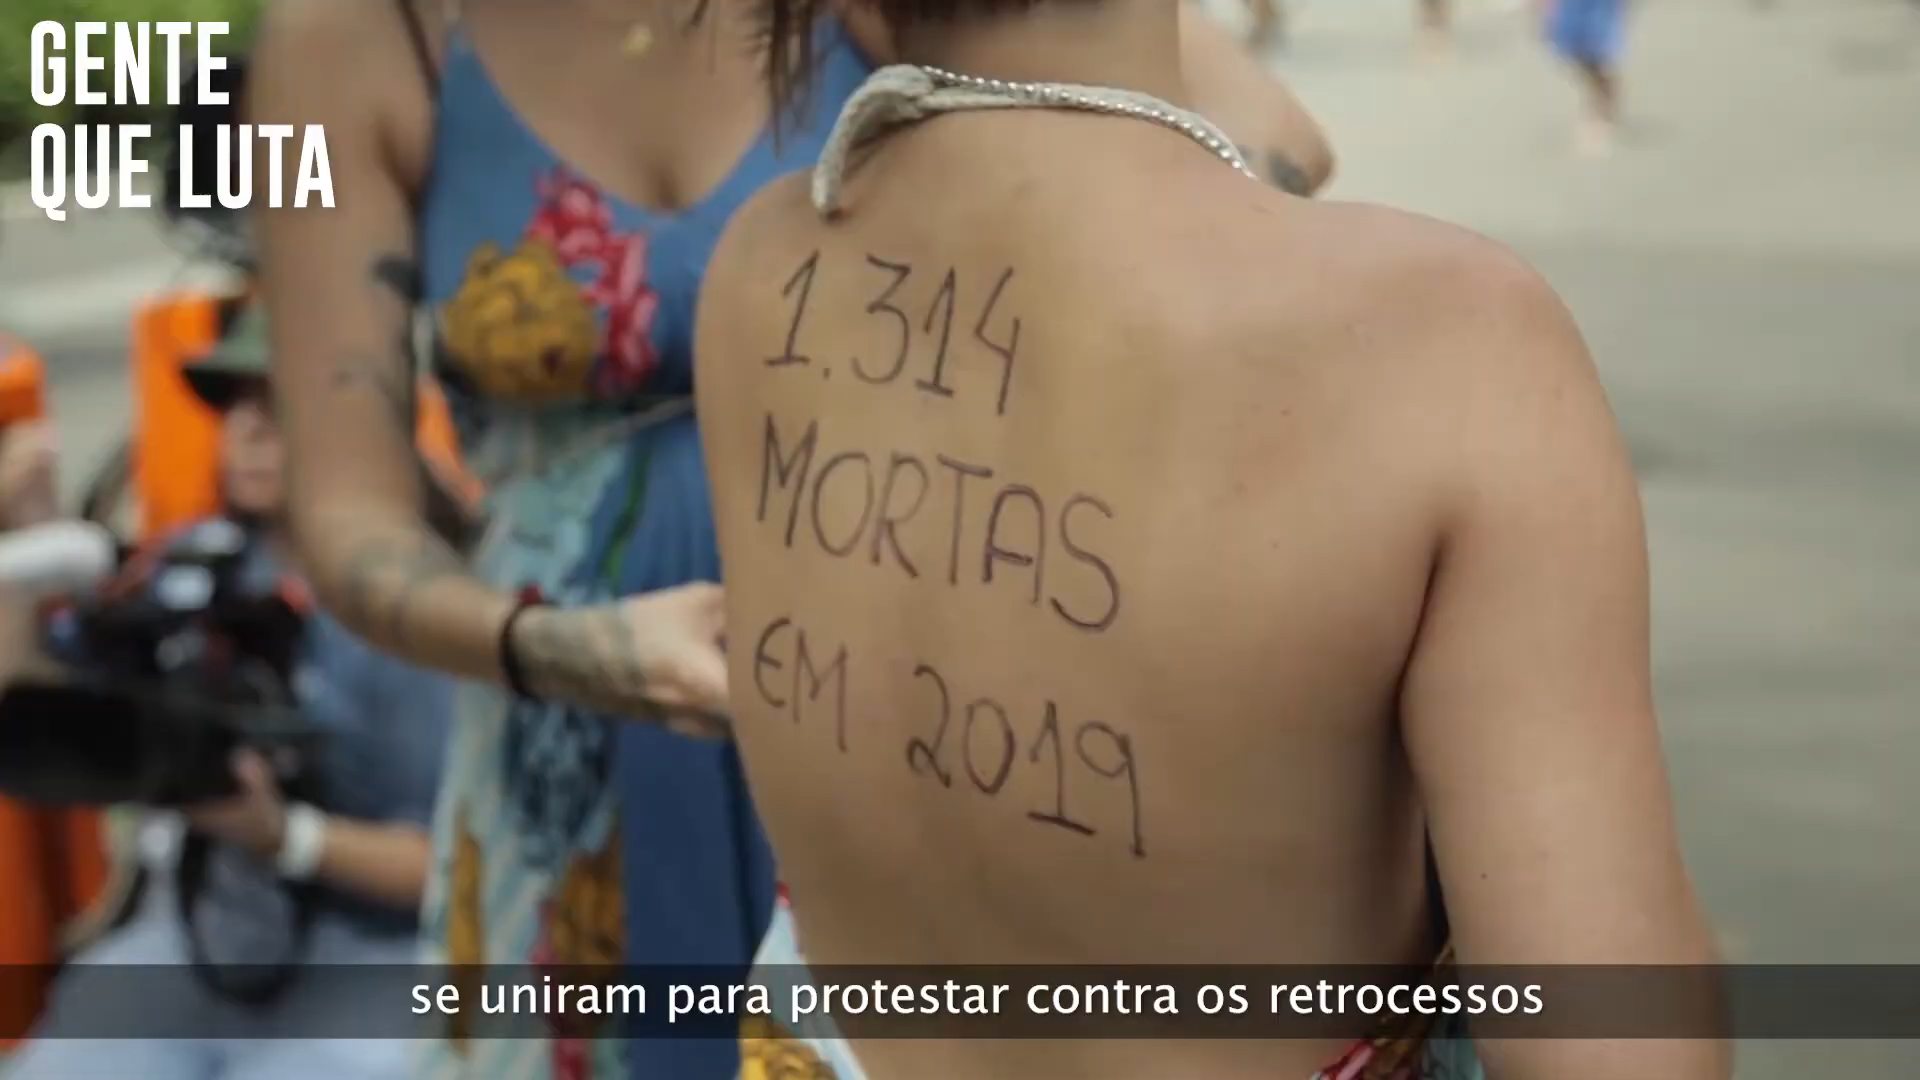 GENTE
QUE LUTA
1.314
MORTAS
EM 2019
se uniram para protestar contra os retrocessos